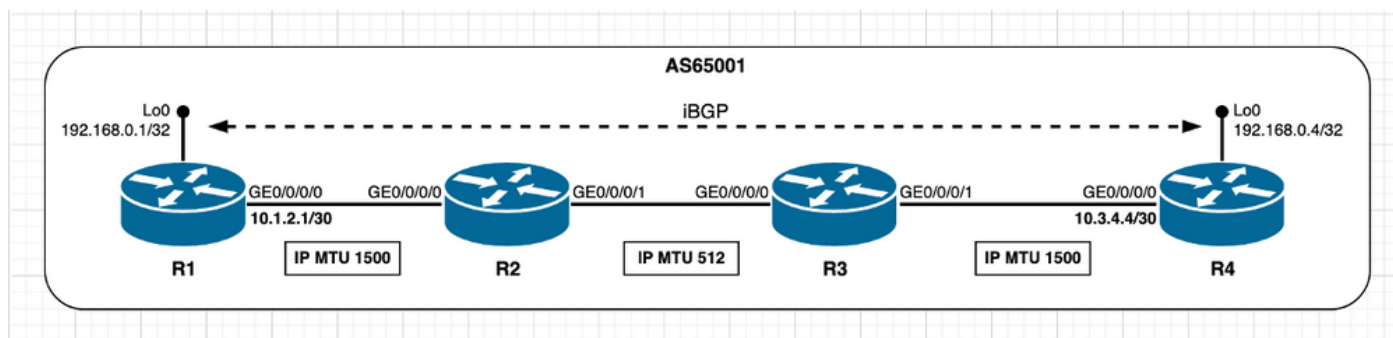 AS65001
iBGP
Lo0
192.168.0.1/32
Lo0
192.168.0.4/32
GE0/0/0/0
GE0/0/0/0
GE0/0/0/1
GE0/0/0/0
GE0/0/0/1
GE0/0/0/0
10.1.2.1/30
10.3.4.4/30
IP MTU 1500
IP MTU 512
IP MTU 1500
R1
R2
R3
R4